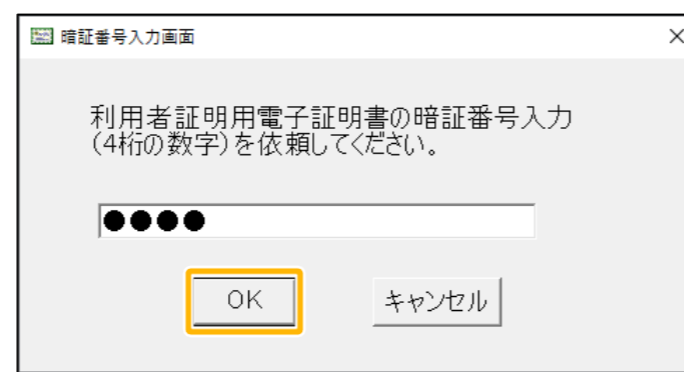 暗証番号入力画面
利用者証明用電子証明書の暗証番号入力
(4桁の数字)を依頼してください。
●●●●
OK キャンセル